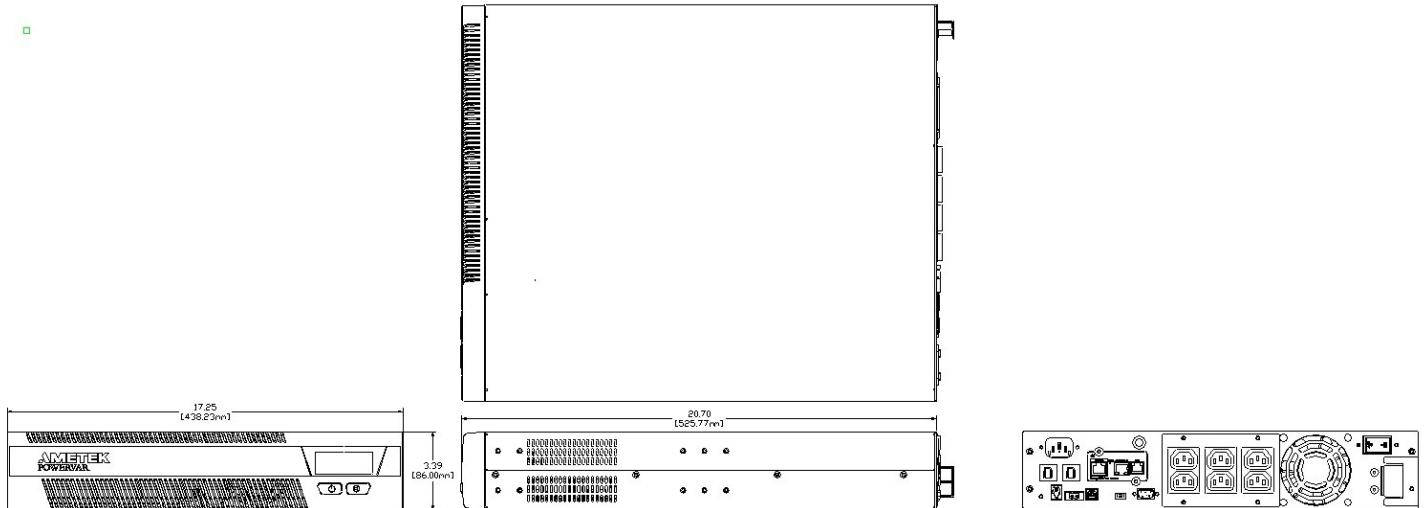 17.25
[438.23mm]
20.70
[525.77mm]
AMETEK
POWERVAR
3.39
[86.00mm]